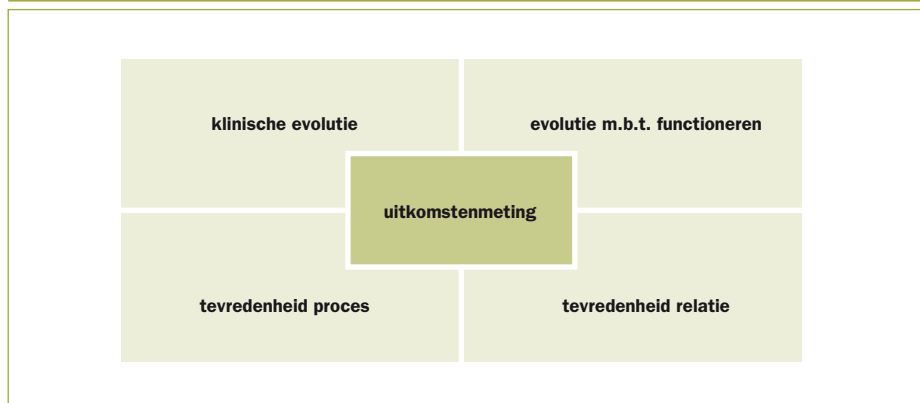 klinische evolutie
evolutie m.b.t. functioneren
uitkomstenmeting
tevredenheid proces
tevredenheid relatie